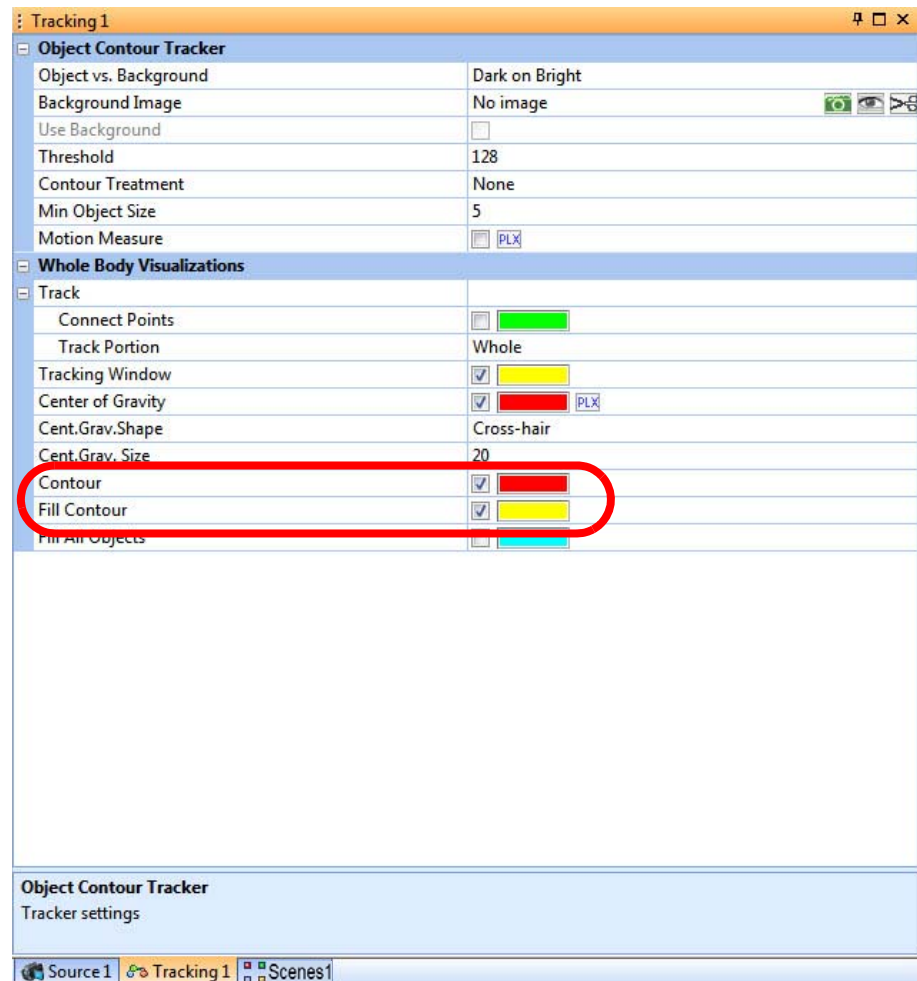 Tracking 1
Object Contour Tracker
Object vs. Background Dark on Bright
Background Image No image
Use Background
Threshold 128
Contour Treatment None
Min Object Size 5
Motion Measure PLX
Whole Body Visualizations
Track
Connect Points
Track Portion Whole
Tracking Window
Center of Gravity PLX
Cent.Grav.Shape Cross-hair
Cent.Grav. Size 20
Contour
Fill Contour
Fill All Objects
Object Contour Tracker
Tracker settings
Source 1 Tracking 1 Scenes1